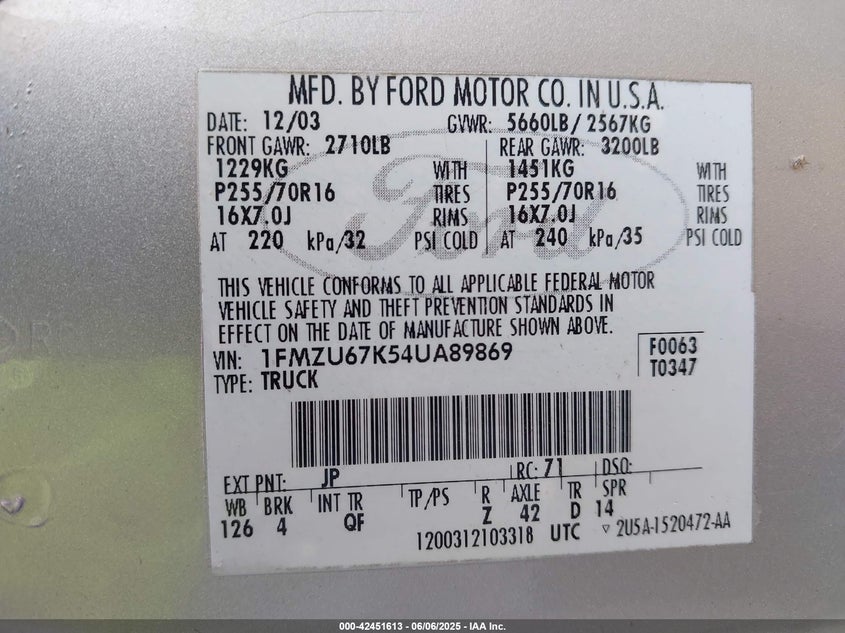 MFD. BY FORD MOTOR CO. IN U.S.A.
DATE: 12/03 GVWR: 5660LB/ 2567KG
FRONT GAWR: 2710LB REAR GAWR: 3200LB
1229KG WITH 1451KG WITH
P255/70R16 TIRES P255/70R16 TIRES
16X7.0J RIMS 16X7.0J RIMS
AT 220 kPa/32 PSI COLD AT 240 kPa/35 PSI COLD
Ford
THIS VEHICLE CONFORMS TO ALL APPLICABLE FEDERAL MOTOR
VEHICLE SAFETY AND THEFT PREVENTION STANDARDS IN
EFFECT ON THE DATE OF MANUFACTURE SHOWN ABOVE.
VIN: 1FMZU67K54UA89869 F0063
TYPE: TRUCK T0347
EXT PNT: JP RC: 71 DSO:
WB BRK INT TR TP/PS R AXLE TR SPR
126 4 QF Z 42 D 14
1200312103318 UTC ▽ 2U5A-1520472-AA
000-42451613 - 06/06/2025 - IAA Inc.